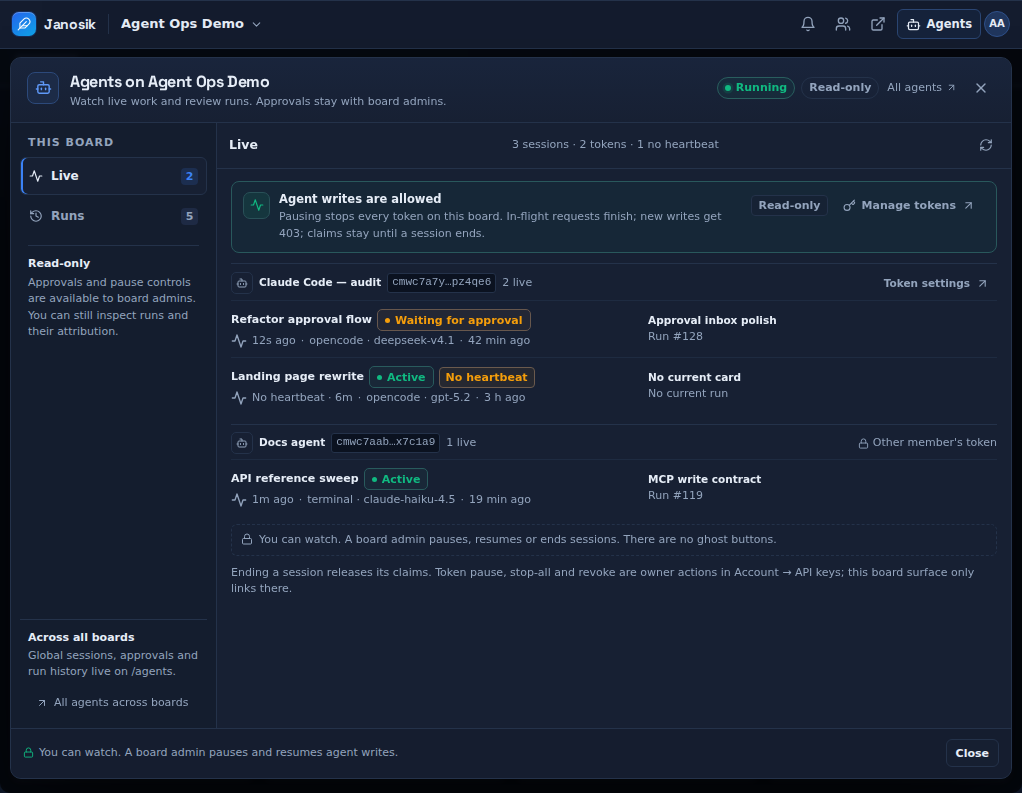 Janosik
Agent Ops Demo
Agents
AA
Agents on Agent Ops Demo
Watch live work and review runs. Approvals stay with board admins.
Running
Read-only
All agents
THIS BOARD
Live
2
Runs
5
Read-only
Approvals and pause controls
are available to board admins.
You can still inspect runs and
their attribution.
Across all boards
Global sessions, approvals and
run history live on /agents.
All agents across boards
Live
3 sessions · 2 tokens · 1 no heartbeat
Agent writes are allowed
Pausing stops every token on this board. In-flight requests finish; new writes get
403; claims stay until a session ends.
Read-only
Manage tokens
Claude Code — audit cmwc7a7y…pz4qe6 2 live
Token settings
Refactor approval flow Waiting for approval
12s ago · opencode · deepseek-v4.1 · 42 min ago
Approval inbox polish
Run #128
Landing page rewrite Active No heartbeat
No heartbeat · 6m · opencode · gpt-5.2 · 3 h ago
No current card
No current run
Docs agent cmwc7aab…x7c1a9 1 live
Other member's token
API reference sweep Active
1m ago · terminal · claude-haiku-4.5 · 19 min ago
MCP write contract
Run #119
You can watch. A board admin pauses, resumes or ends sessions. There are no ghost buttons.
Ending a session releases its claims. Token pause, stop-all and revoke are owner actions in Account → API keys; this board surface only
links there.
You can watch. A board admin pauses and resumes agent writes.
Close